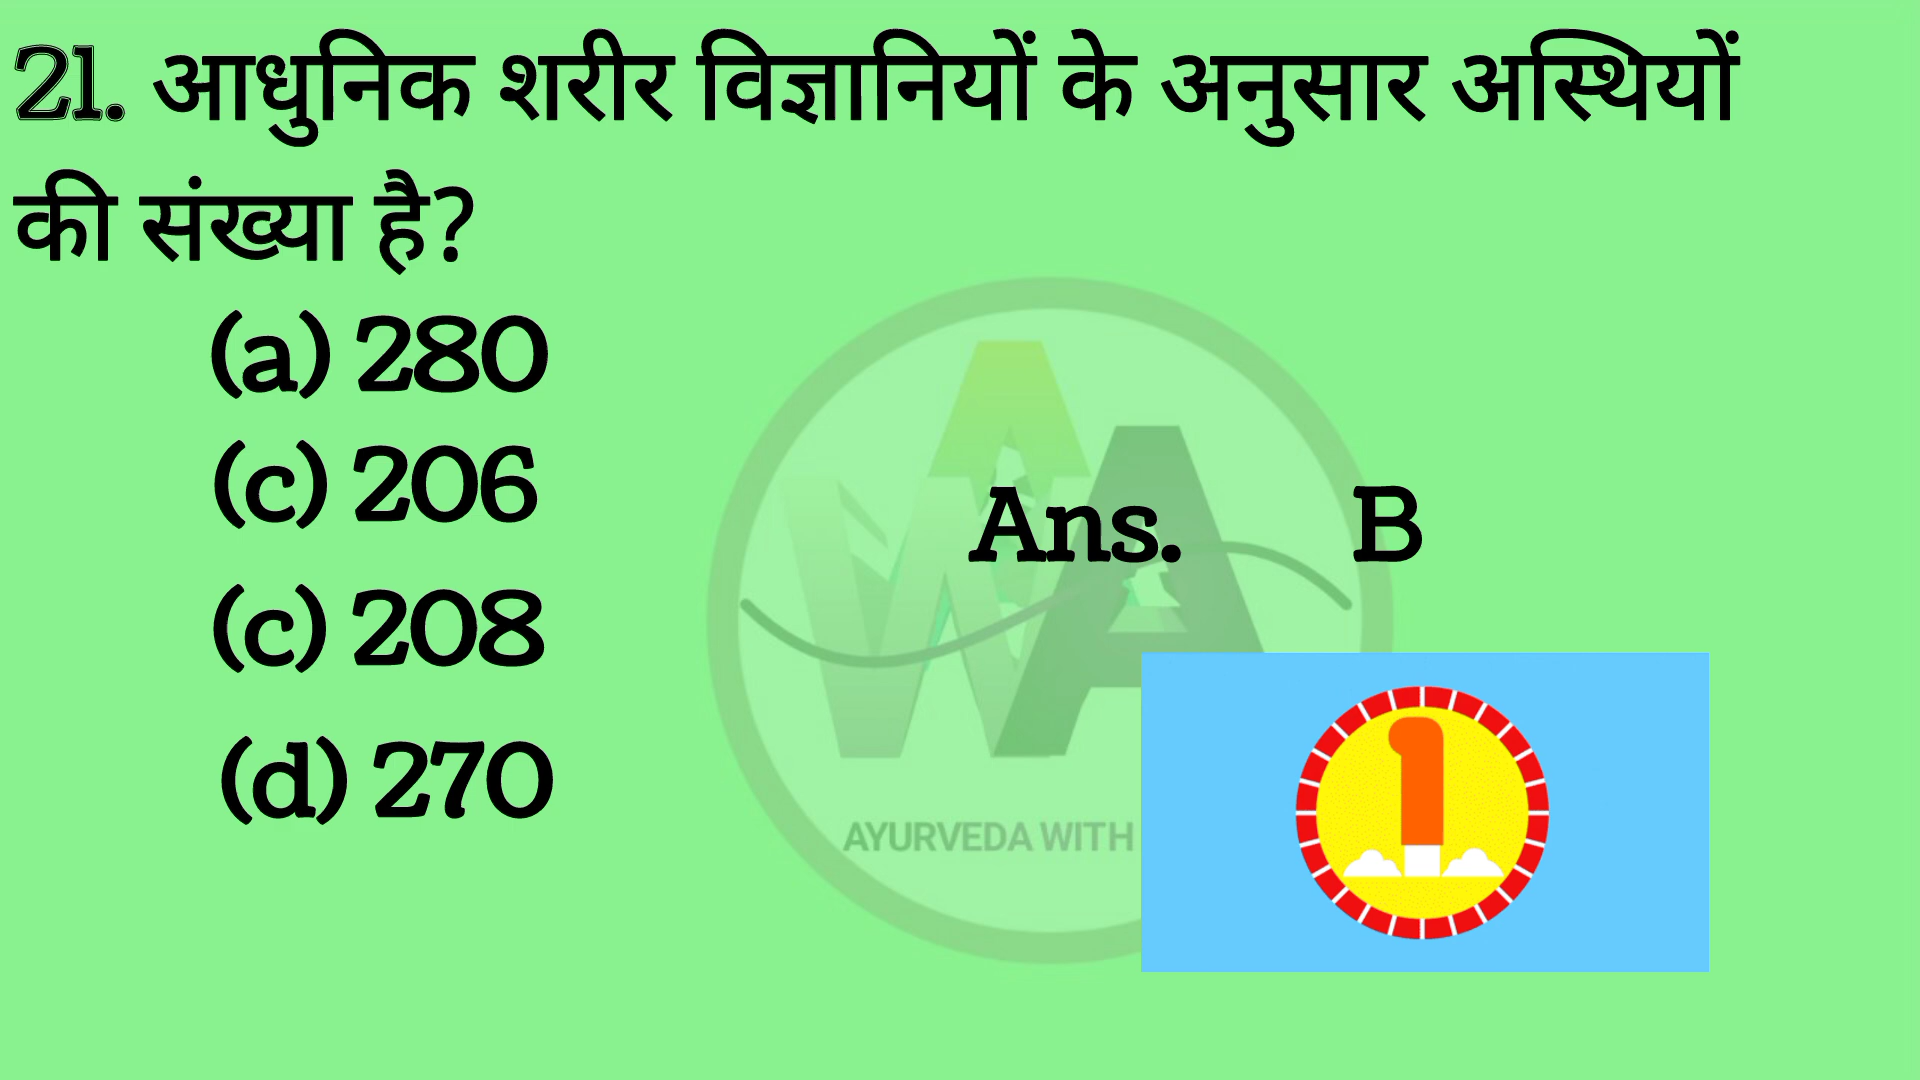 21. आधुनिक शरीर विज्ञानियों के अनुसार अस्थियों
की संख्या है?
(a) 280
(c) 206
(c) 208
(d) 270
Ans. B
AYURVEDA WITH
1